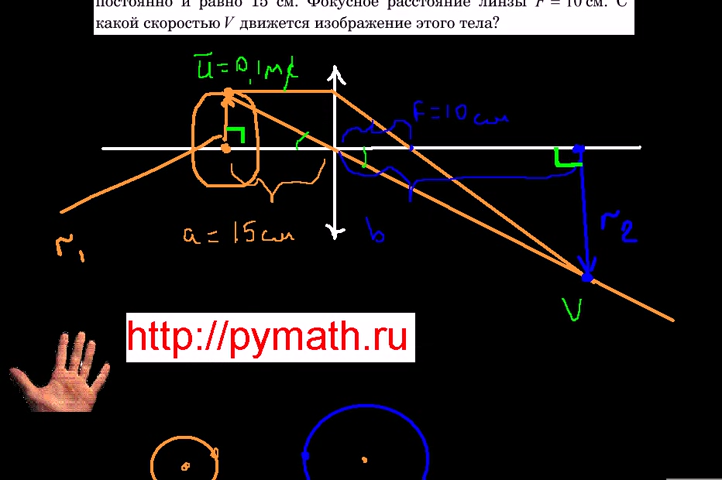 постоянно и равно 15 см. Фокусное расстояние линзы F = 10 см. С
какой скоростью V движется изображение этого тела?
u = 0,1 м/с
F = 10 см
r₁
a = 15 см
b
r₂
V
http://pymath.ru